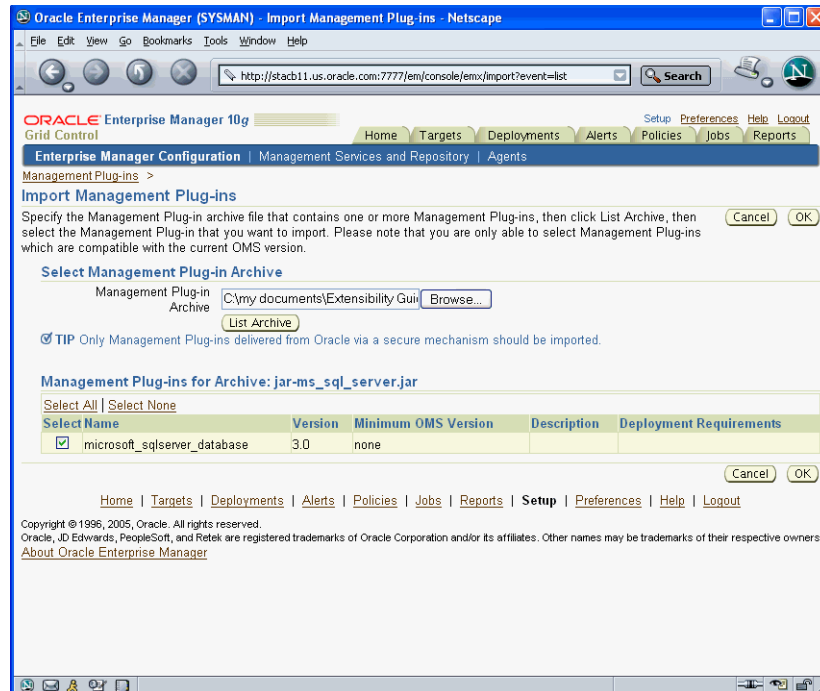 Oracle Enterprise Manager (SYSMAN) - Import Management Plug-ins - Netscape
File Edit View Go Bookmarks Tools Window Help
http://stacb11.us.oracle.com:7777/em/console/emx/import?event=list Search
ORACLE Enterprise Manager 10g
Setup Preferences Help Logout
Grid Control
Home Targets Deployments Alerts Policies Jobs Reports
Enterprise Manager Configuration | Management Services and Repository | Agents
Management Plug-ins >
Import Management Plug-ins
Specify the Management Plug-in archive file that contains one or more Management Plug-ins, then click List Archive, then
select the Management Plug-in that you want to import. Please note that you are only able to select Management Plug-ins
which are compatible with the current OMS version.
Cancel OK
Select Management Plug-in Archive
Management Plug-in
Archive
C:\my documents\Extensibility Gui Browse...
List Archive
TIP Only Management Plug-ins delivered from Oracle via a secure mechanism should be imported.
Management Plug-ins for Archive: jar-ms_sql_server.jar
Select All | Select None
Select Name Version Minimum OMS Version Description Deployment Requirements
microsoft_sqlserver_database 3.0 none
Cancel OK
Home | Targets | Deployments | Alerts | Policies | Jobs | Reports | Setup | Preferences | Help | Logout
Copyright © 1996, 2005, Oracle. All rights reserved.
Oracle, JD Edwards, PeopleSoft, and Retek are registered trademarks of Oracle Corporation and/or its affiliates. Other names may be trademarks of their respective owners
About Oracle Enterprise Manager